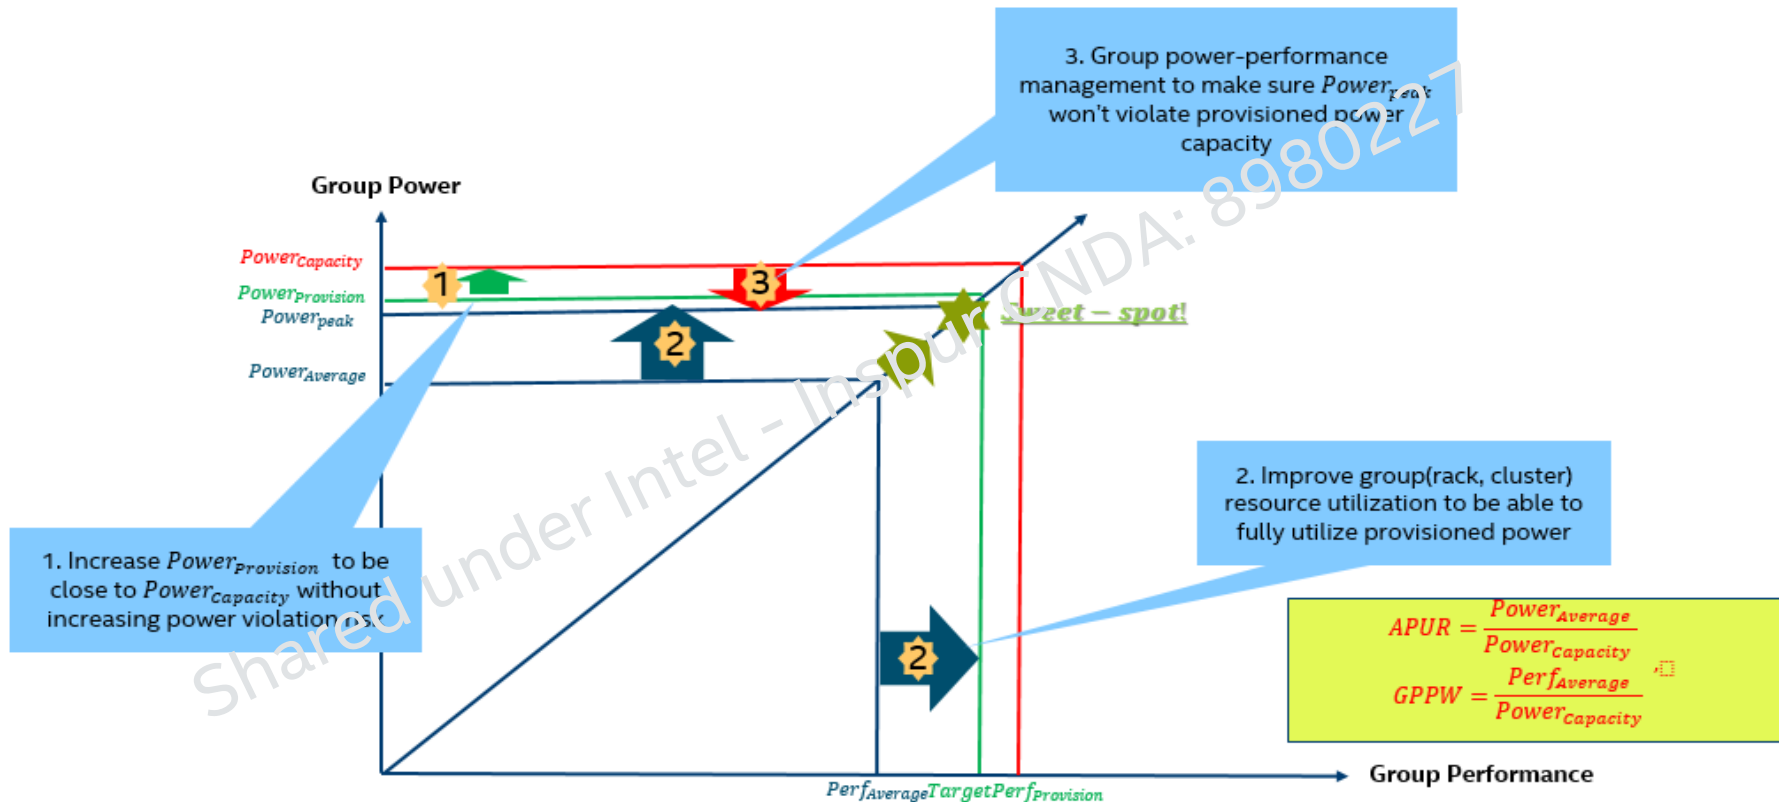 3. Group power-performance
management to make sure Power_peak
won't violate provisioned power
capacity
Group Power
Power_Capacity
Power_Provision
Power_peak
Power_Average
1
3
2
Sweet – spot!
2. Improve group(rack, cluster)
resource utilization to be able to
fully utilize provisioned power
1. Increase Power_Provision to be
close to Power_Capacity without
increasing power violation risk
2
APUR = Power_Average / Power_Capacity ,
GPPW = Perf_Average / Power_Capacity
Group Performance
Perf_Average TargetPerf_Provision
Shared under Intel - Inspur CNDA: 8980227